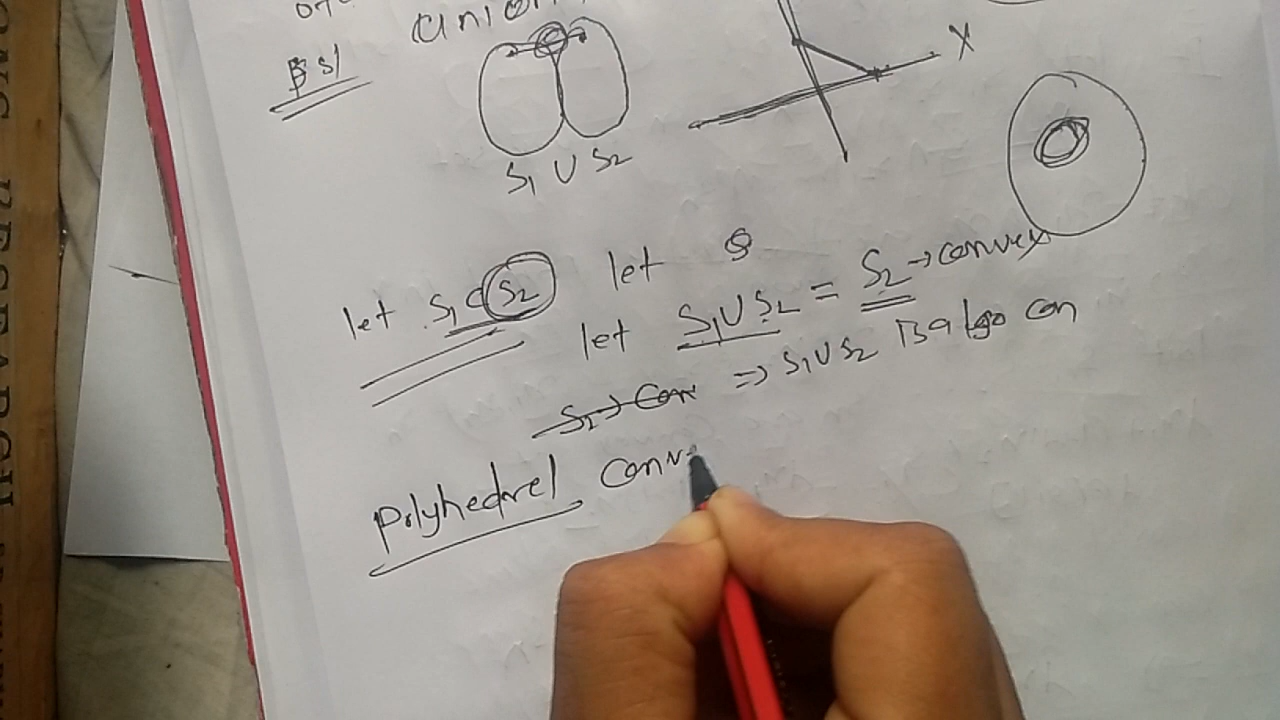 Union
S1 U S2
X
let S1 C S2 let
let S1 U S2 = S2 → convex
S2 → Con => S1 U S2 is also con
polyhedrel Conv